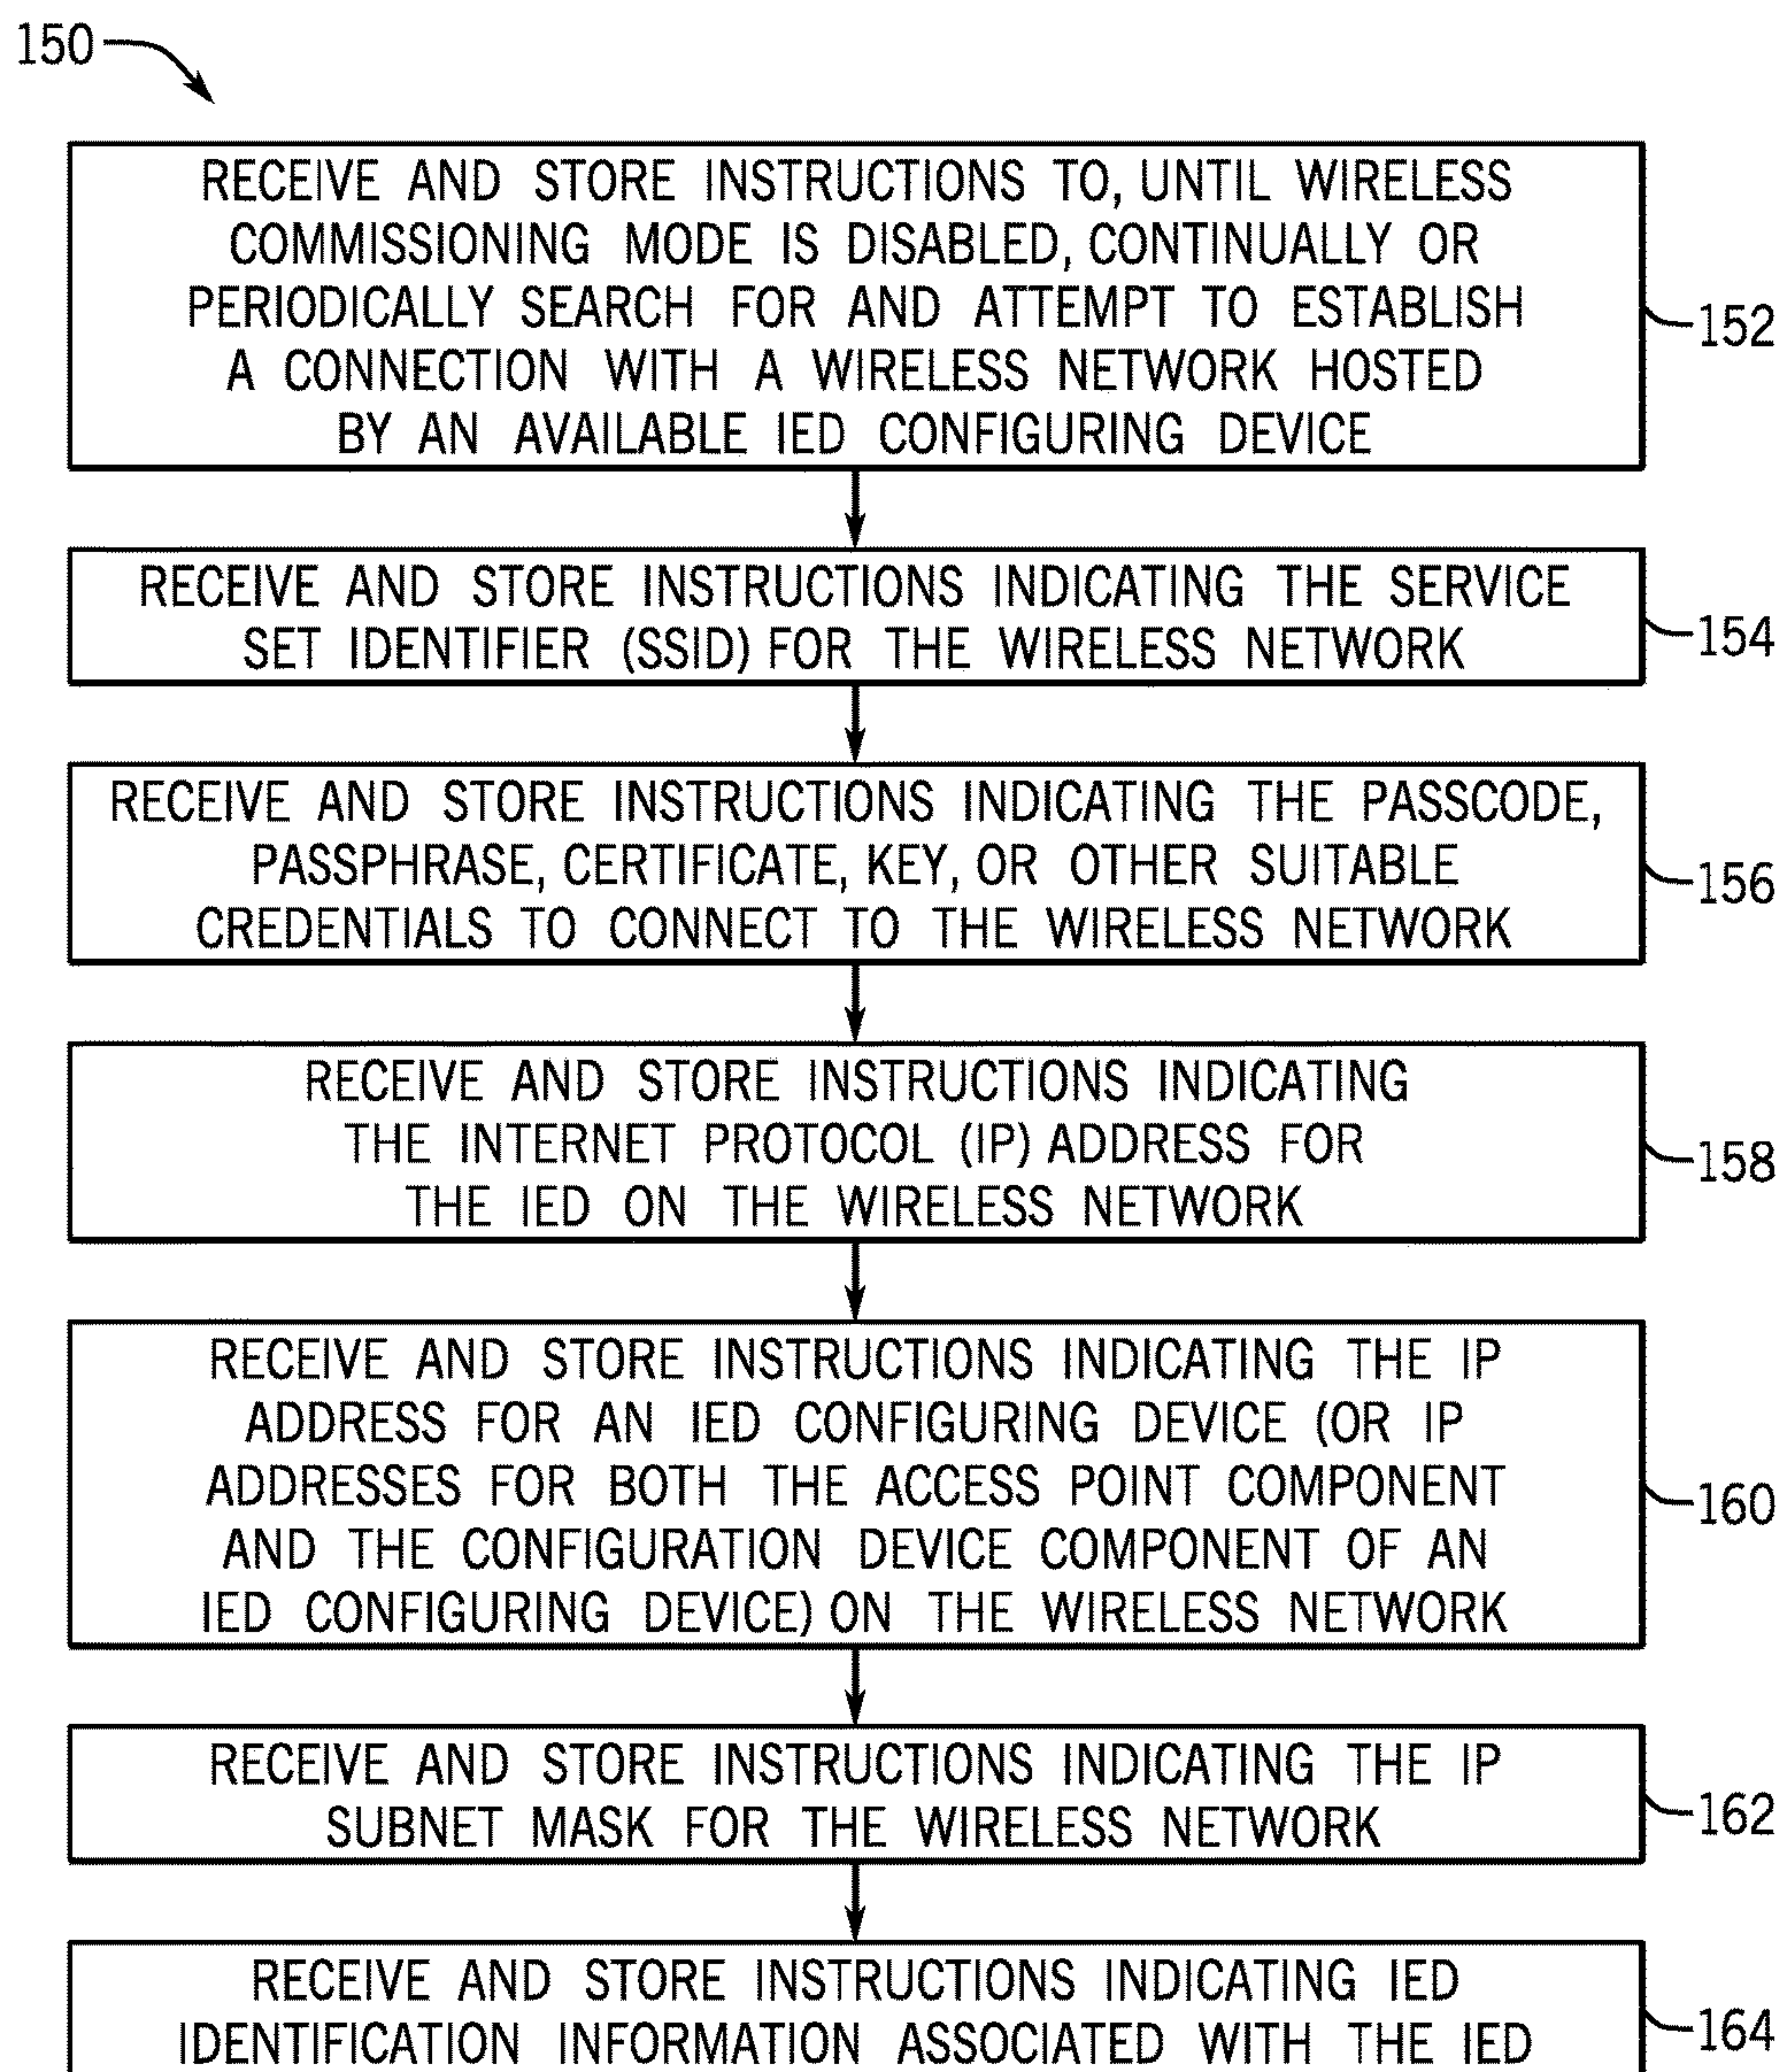 150
RECEIVE AND STORE INSTRUCTIONS TO, UNTIL WIRELESS
COMMISSIONING MODE IS DISABLED, CONTINUALLY OR
PERIODICALLY SEARCH FOR AND ATTEMPT TO ESTABLISH
A CONNECTION WITH A WIRELESS NETWORK HOSTED
BY AN AVAILABLE IED CONFIGURING DEVICE
152
RECEIVE AND STORE INSTRUCTIONS INDICATING THE SERVICE
SET IDENTIFIER (SSID) FOR THE WIRELESS NETWORK
154
RECEIVE AND STORE INSTRUCTIONS INDICATING THE PASSCODE,
PASSPHRASE, CERTIFICATE, KEY, OR OTHER SUITABLE
CREDENTIALS TO CONNECT TO THE WIRELESS NETWORK
156
RECEIVE AND STORE INSTRUCTIONS INDICATING
THE INTERNET PROTOCOL (IP) ADDRESS FOR
THE IED ON THE WIRELESS NETWORK
158
RECEIVE AND STORE INSTRUCTIONS INDICATING THE IP
ADDRESS FOR AN IED CONFIGURING DEVICE (OR IP
ADDRESSES FOR BOTH THE ACCESS POINT COMPONENT
AND THE CONFIGURATION DEVICE COMPONENT OF AN
IED CONFIGURING DEVICE) ON THE WIRELESS NETWORK
160
RECEIVE AND STORE INSTRUCTIONS INDICATING THE IP
SUBNET MASK FOR THE WIRELESS NETWORK
162
RECEIVE AND STORE INSTRUCTIONS INDICATING IED
IDENTIFICATION INFORMATION ASSOCIATED WITH THE IED
164